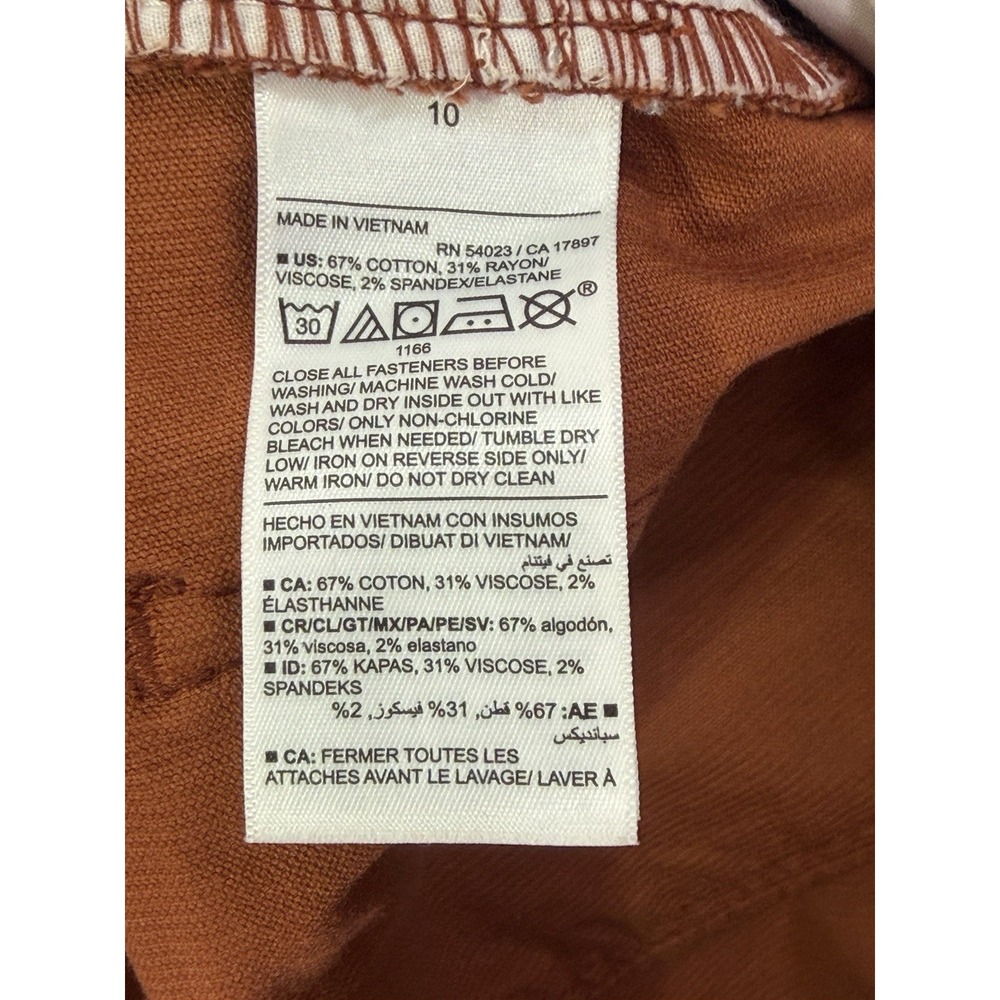 10
MADE IN VIETNAM
RN 54023 / CA 17897
■ US: 67% COTTON, 31% RAYON/
VISCOSE, 2% SPANDEX/ELASTANE
30 ®
1166
CLOSE ALL FASTENERS BEFORE
WASHING/ MACHINE WASH COLD/
WASH AND DRY INSIDE OUT WITH LIKE
COLORS/ ONLY NON-CHLORINE
BLEACH WHEN NEEDED/ TUMBLE DRY
LOW/ IRON ON REVERSE SIDE ONLY/
WARM IRON/ DO NOT DRY CLEAN
HECHO EN VIETNAM CON INSUMOS
IMPORTADOS/ DIBUAT DI VIETNAM/
تصنع في فيتنام
■ CA: 67% COTON, 31% VISCOSE, 2%
ÉLASTHANNE
■ CR/CL/GT/MX/PA/PE/SV: 67% algodón,
31% viscosa, 2% elastano
■ ID: 67% KAPAS, 31% VISCOSE, 2%
SPANDEKS
■ AE: 67% قطن, 31% فيسكوز, 2%
سبانديكس
■ CA: FERMER TOUTES LES
ATTACHES AVANT LE LAVAGE/ LAVER À